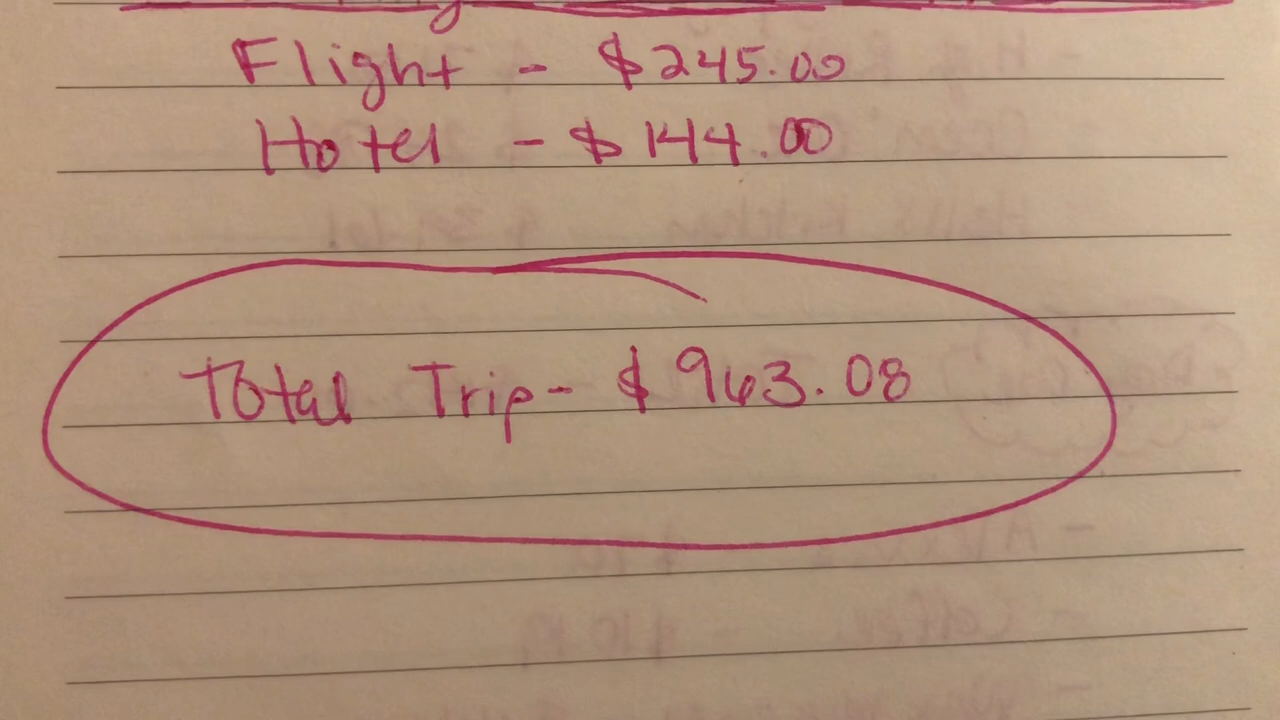 Flight - $245.00
Hotel - $144.00
Total Trip - $963.08